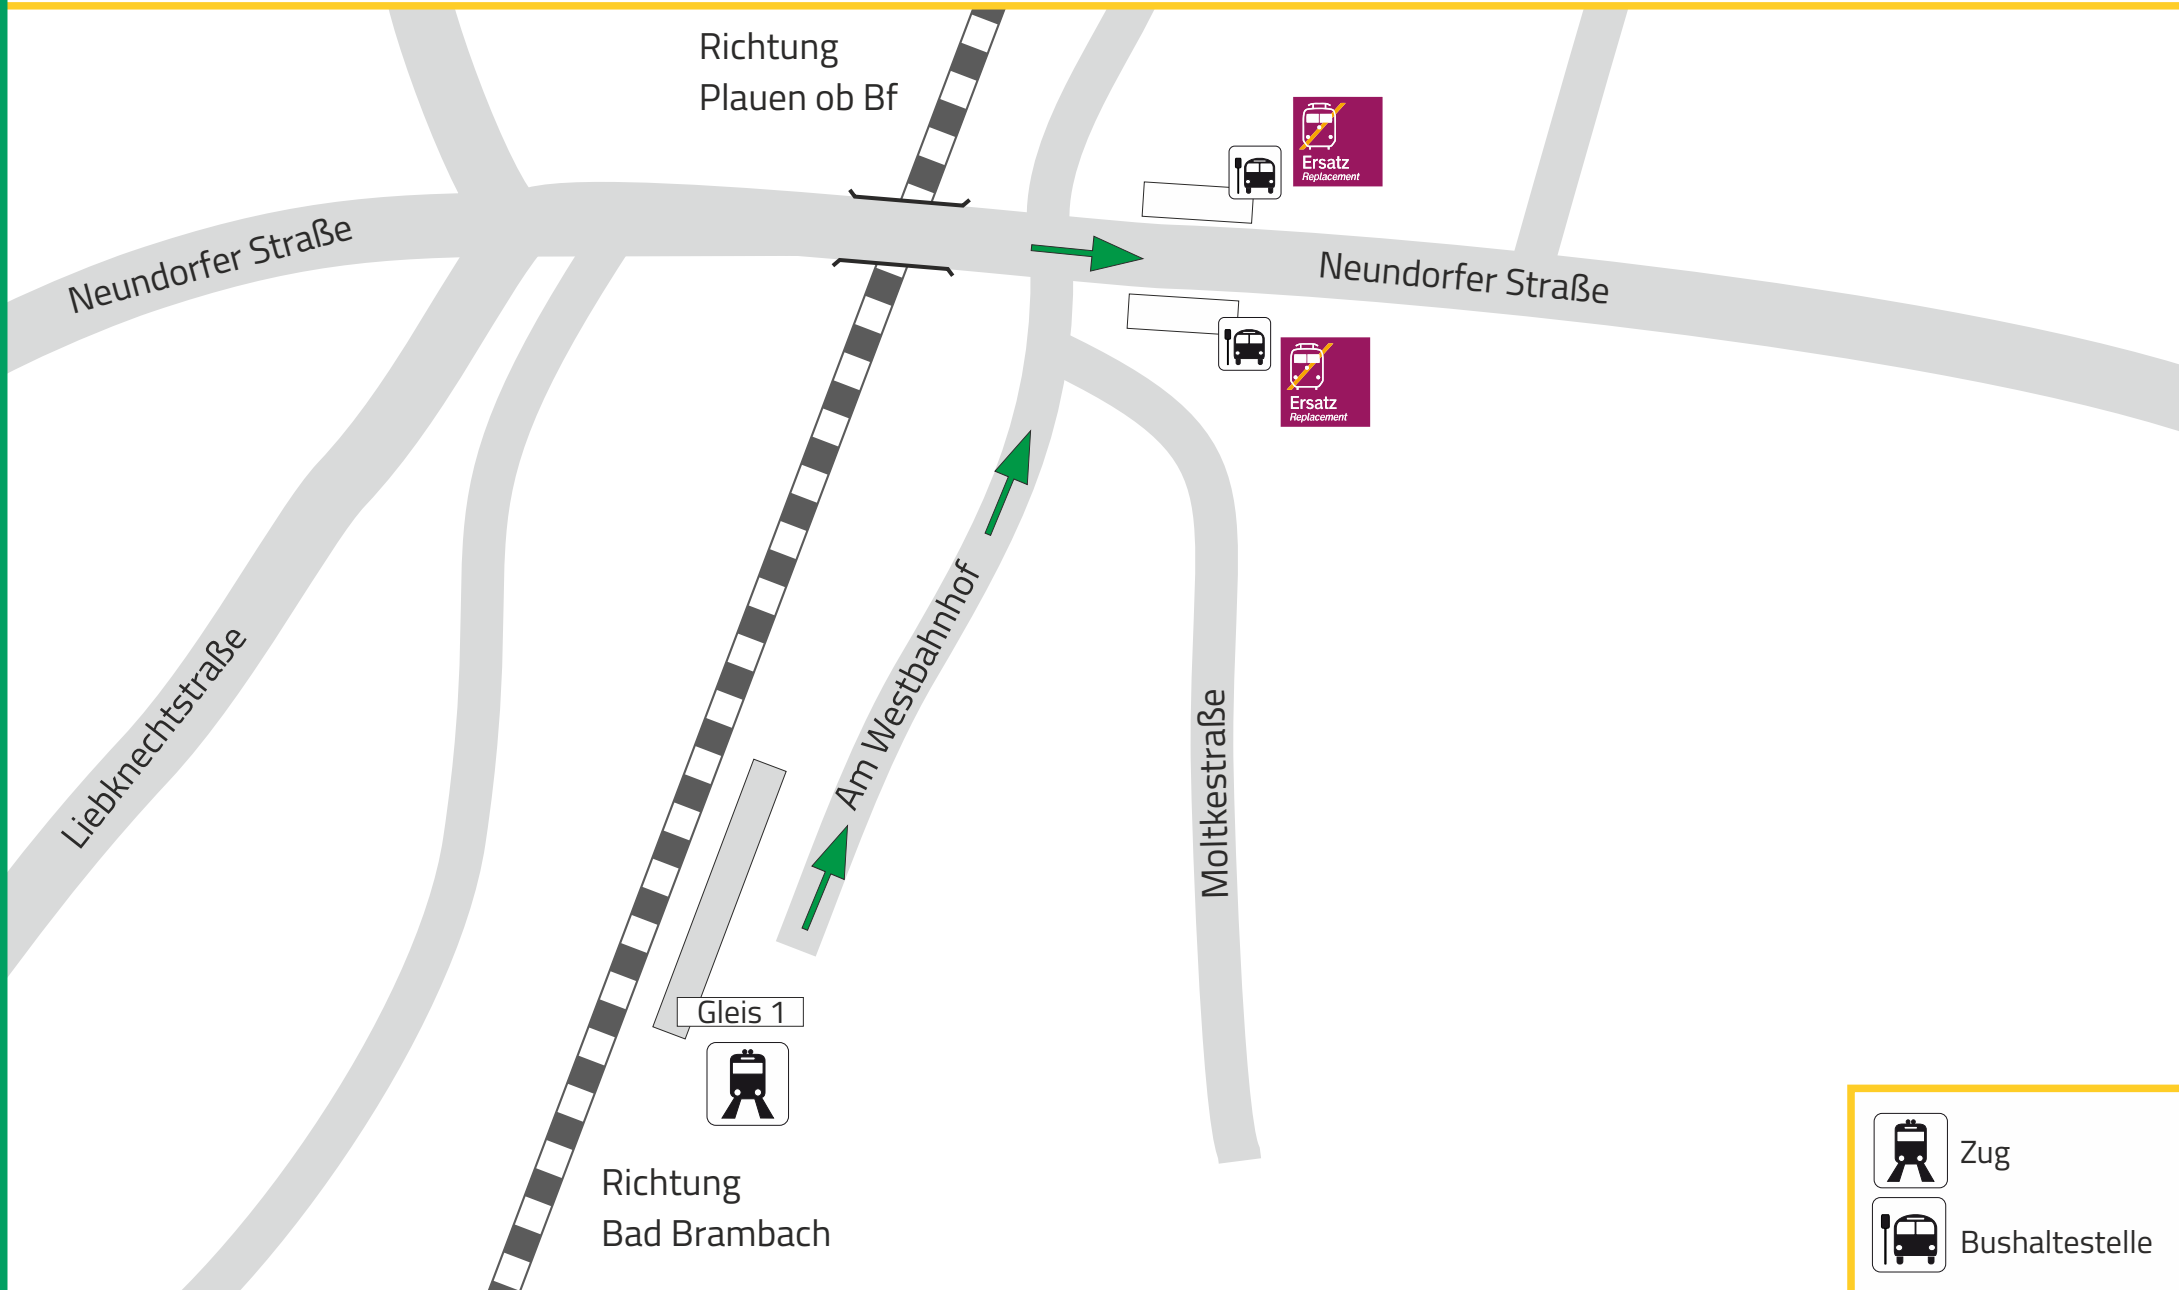 Richtung
Plauen ob Bf
Ersatz
Replacement
Neundorfer Straße
Neundorfer Straße
Ersatz
Replacement
Am Westbahnhof
Liebknechtstraße
Moltkestraße
Gleis 1
Richtung
Bad Brambach
Zug
Bushaltestelle